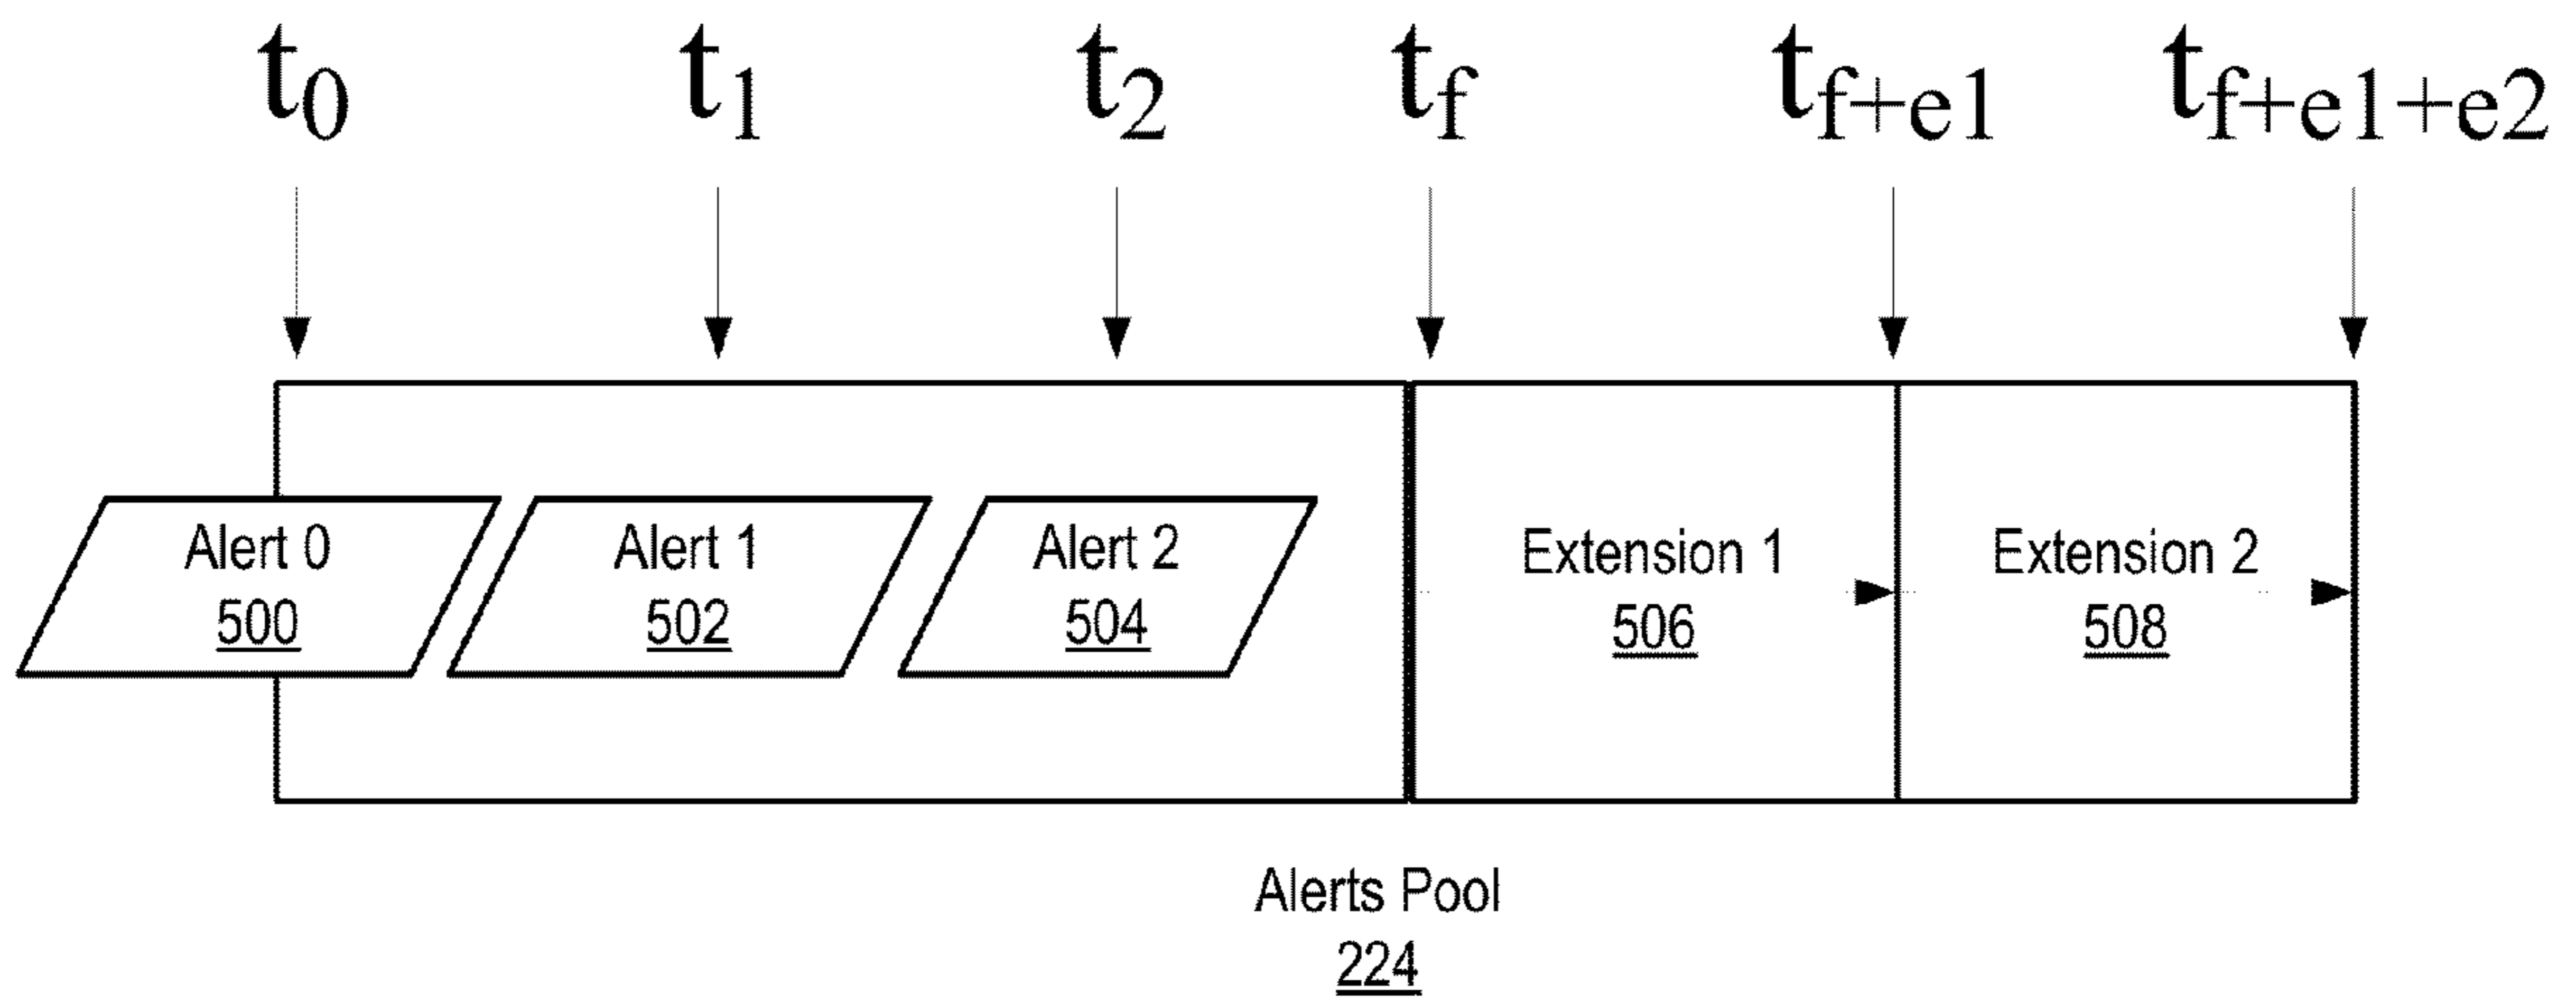 t0 t1 t2 tf tf+e1 tf+e1+e2
Alert 0
500
Alert 1
502
Alert 2
504
Extension 1
506
Extension 2
508
Alerts Pool
224